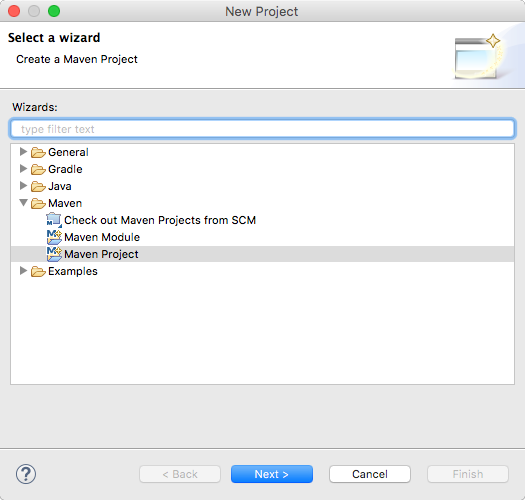 New Project
Select a wizard
Create a Maven Project
Wizards:
type filter text
General
Gradle
Java
Maven
Check out Maven Projects from SCM
Maven Module
Maven Project
Examples
?
< Back
Next >
Cancel
Finish